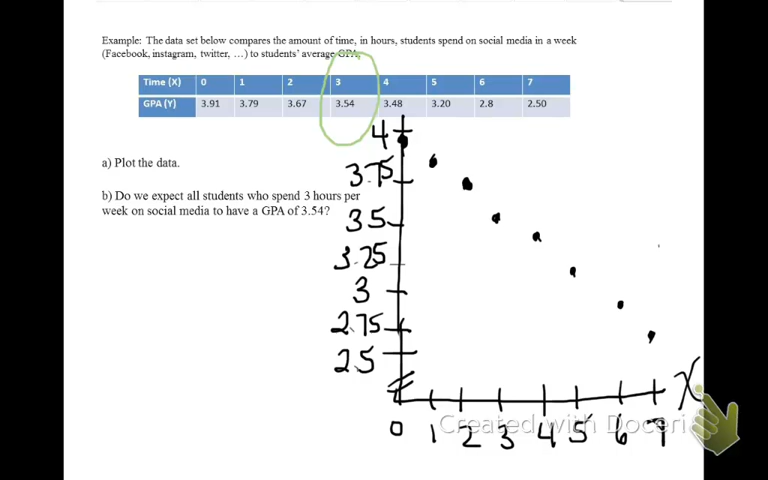 Example: The data set below compares the amount of time, in hours, students spend on social media in a week
(Facebook, instagram, twitter, …) to students' average GPA.
Time (X) 0 1 2 3 4 5 6 7
GPA (Y) 3.91 3.79 3.67 3.54 3.48 3.20 2.8 2.50
a) Plot the data.
b) Do we expect all students who spend 3 hours per
week on social media to have a GPA of 3.54?
4
3.75
3.5
3.25
3
2.75
2.5
X
0 1 2 3 4 5 6 7
Created with Doceri